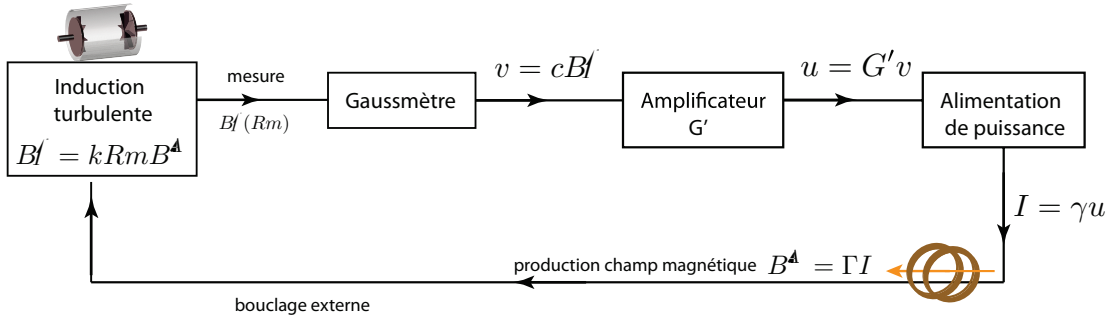 Induction
turbulente
mesure
Gaussmètre
Amplificateur
G'
u = G'v
Alimentation
de puissance
I = γu
production champ magnétique
bouclage externe